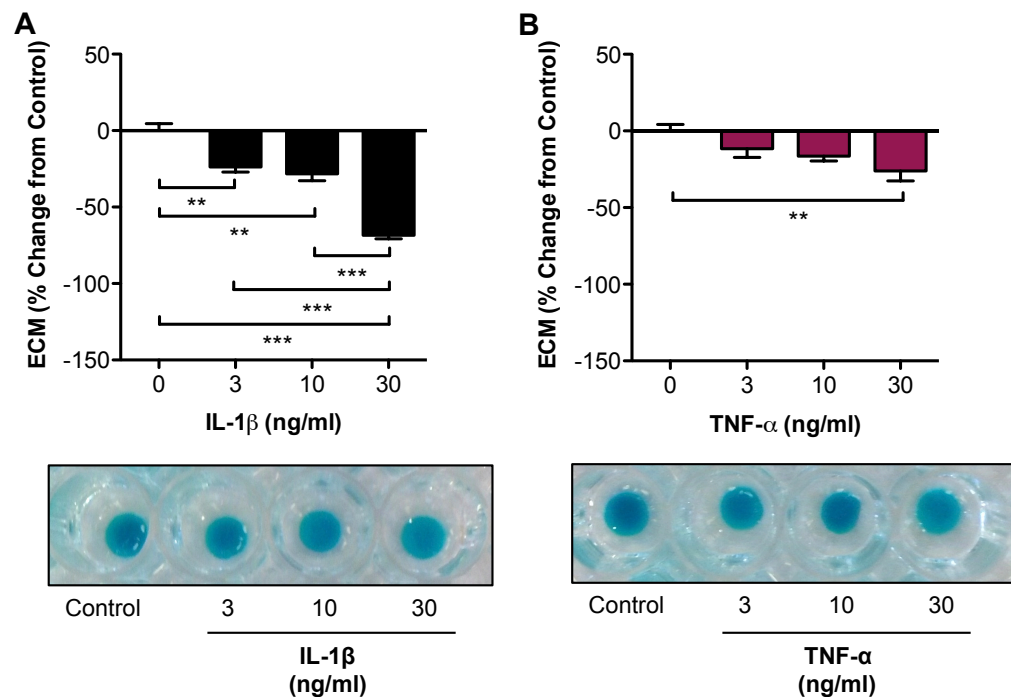 A
ECM (% Change from Control)
50
0
-50
-100
-150
**
**
***
***
***
0 3 10 30
IL-1β (ng/ml)
Control 3 10 30
IL-1β
(ng/ml)
B
ECM (% Change from Control)
50
0
-50
-100
-150
**
0 3 10 30
TNF-α (ng/ml)
Control 3 10 30
TNF-α
(ng/ml)